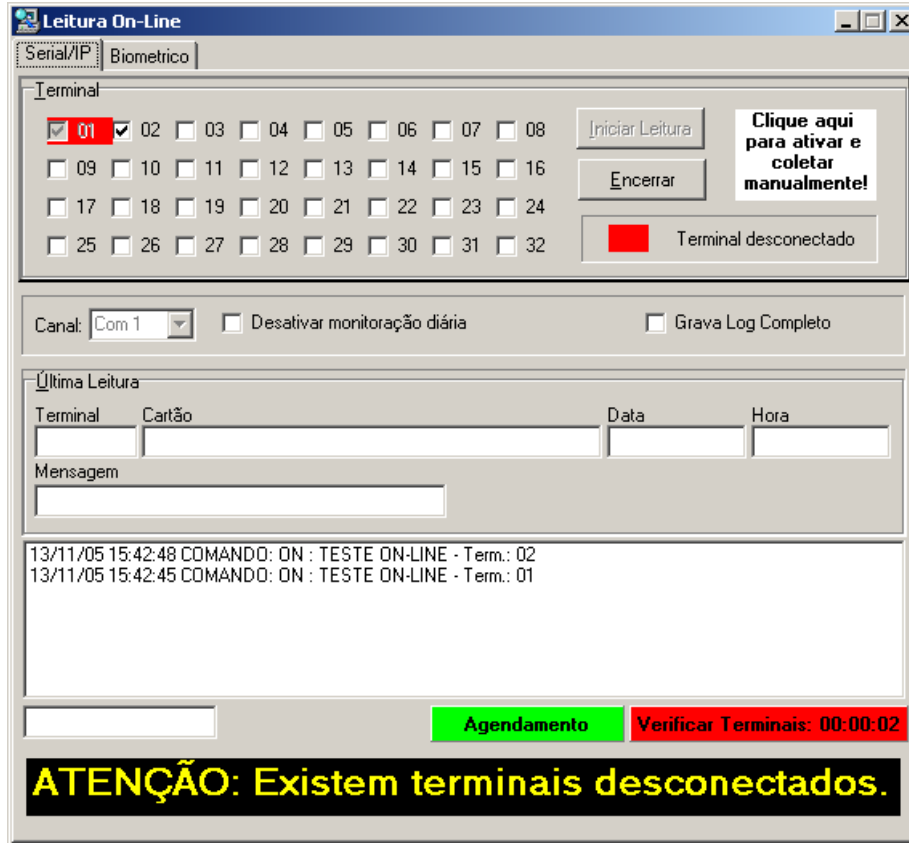 Leitura On-Line
Serial/IP Biometrico
Terminal
01 02 03 04 05 06 07 08
09 10 11 12 13 14 15 16
17 18 19 20 21 22 23 24
25 26 27 28 29 30 31 32
Iniciar Leitura
Encerrar
Clique aqui
para ativar e
coletar
manualmente!
Terminal desconectado
Canal: Com 1 Desativar monitoração diária Grava Log Completo
Última Leitura
Terminal Cartão Data Hora
Mensagem
13/11/05 15:42:48 COMANDO: ON : TESTE ON-LINE - Term.: 02
13/11/05 15:42:45 COMANDO: ON : TESTE ON-LINE - Term.: 01
Agendamento Verificar Terminais: 00:00:02
ATENÇÃO: Existem terminais desconectados.